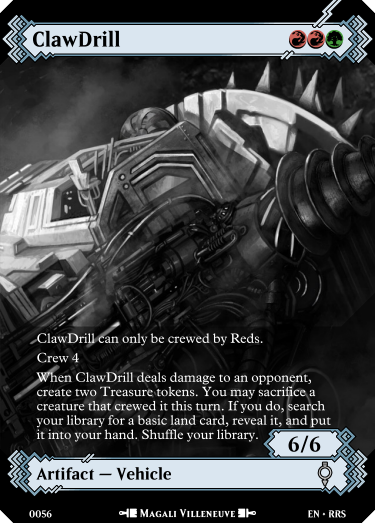 ClawDrill
ClawDrill can only be crewed by Reds.
Crew 4
When ClawDrill deals damage to an opponent,
create two Treasure tokens. You may sacrifice a
creature that crewed it this turn. If you do, search
your library for a basic land card, reveal it, and put
it into your hand. Shuffle your library.
6/6
Artifact — Vehicle
0056
Magali Villeneuve
EN • RRS